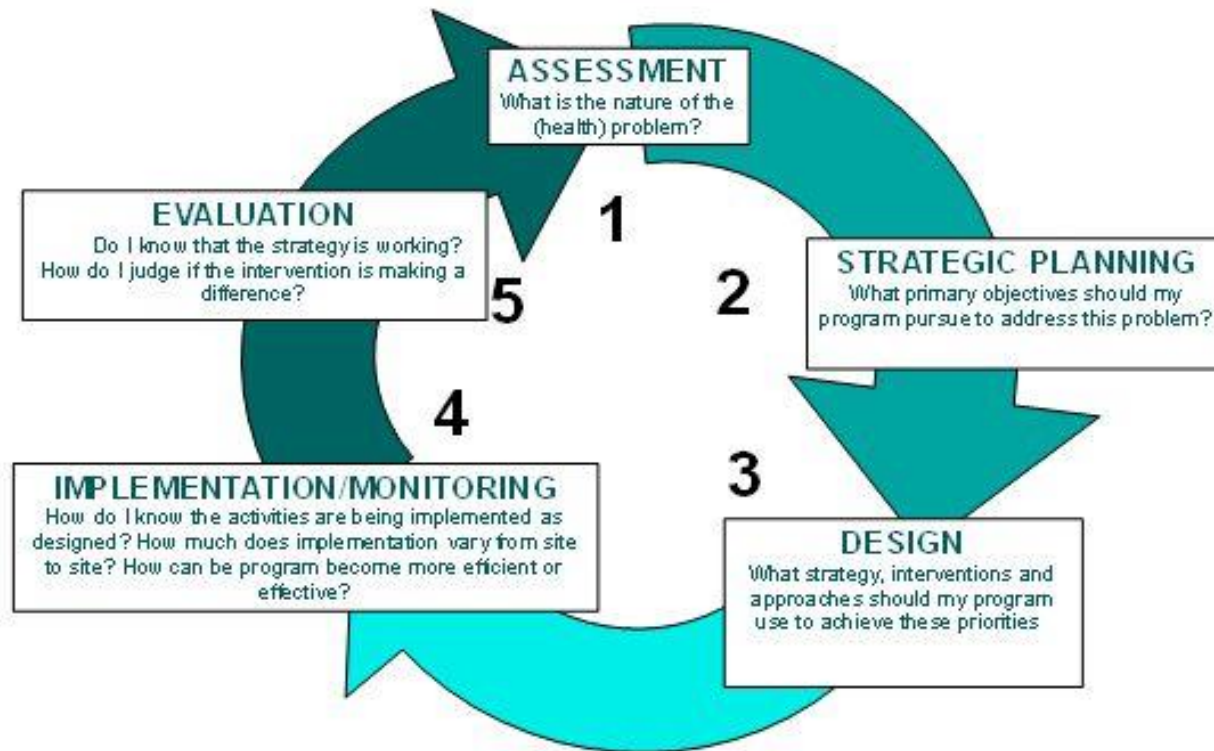 ASSESSMENT
What is the nature of the
(health) problem?
1
EVALUATION
Do I know that the strategy is working?
How do I judge if the intervention is making a
difference?
5
2
STRATEGIC PLANNING
What primary objectives should my
program pursue to address this problem?
4
IMPLEMENTATION/MONITORING
How do I know the activities are being implemented as
designed? How much does implementation vary from site
to site? How can be program become more efficient or
effective?
3
DESIGN
What strategy, interventions and
approaches should my program
use to achieve these priorities